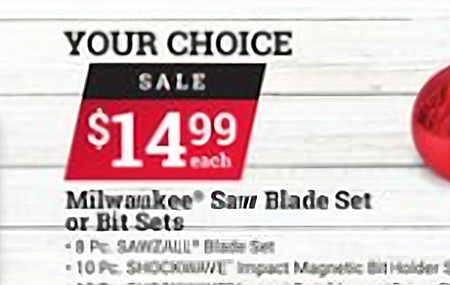 YOUR CHOICE
SALE
$14 99
each
Milwaukee® Saw Blade Set
or Bit Sets
• 8 Pc. SAWZALL® Blade Set
• 10 Pc. SHOCKWAVE™ Impact Magnetic Bit Holder S